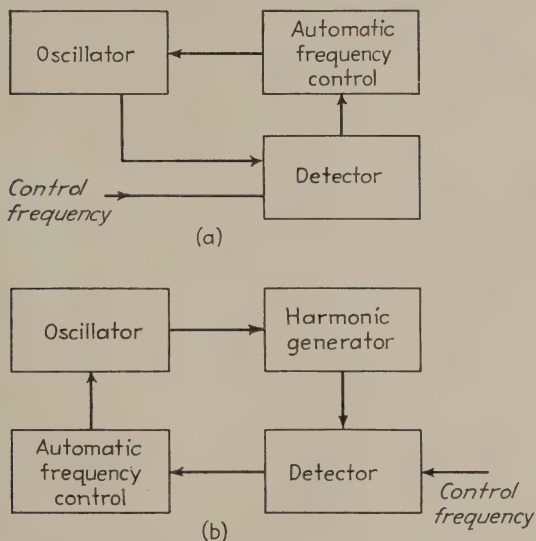 Oscillator
Automatic
frequency
control
Detector
Control
frequency
(a)
Oscillator
Harmonic
generator
Automatic
frequency
control
Detector
Control
frequency
(b)